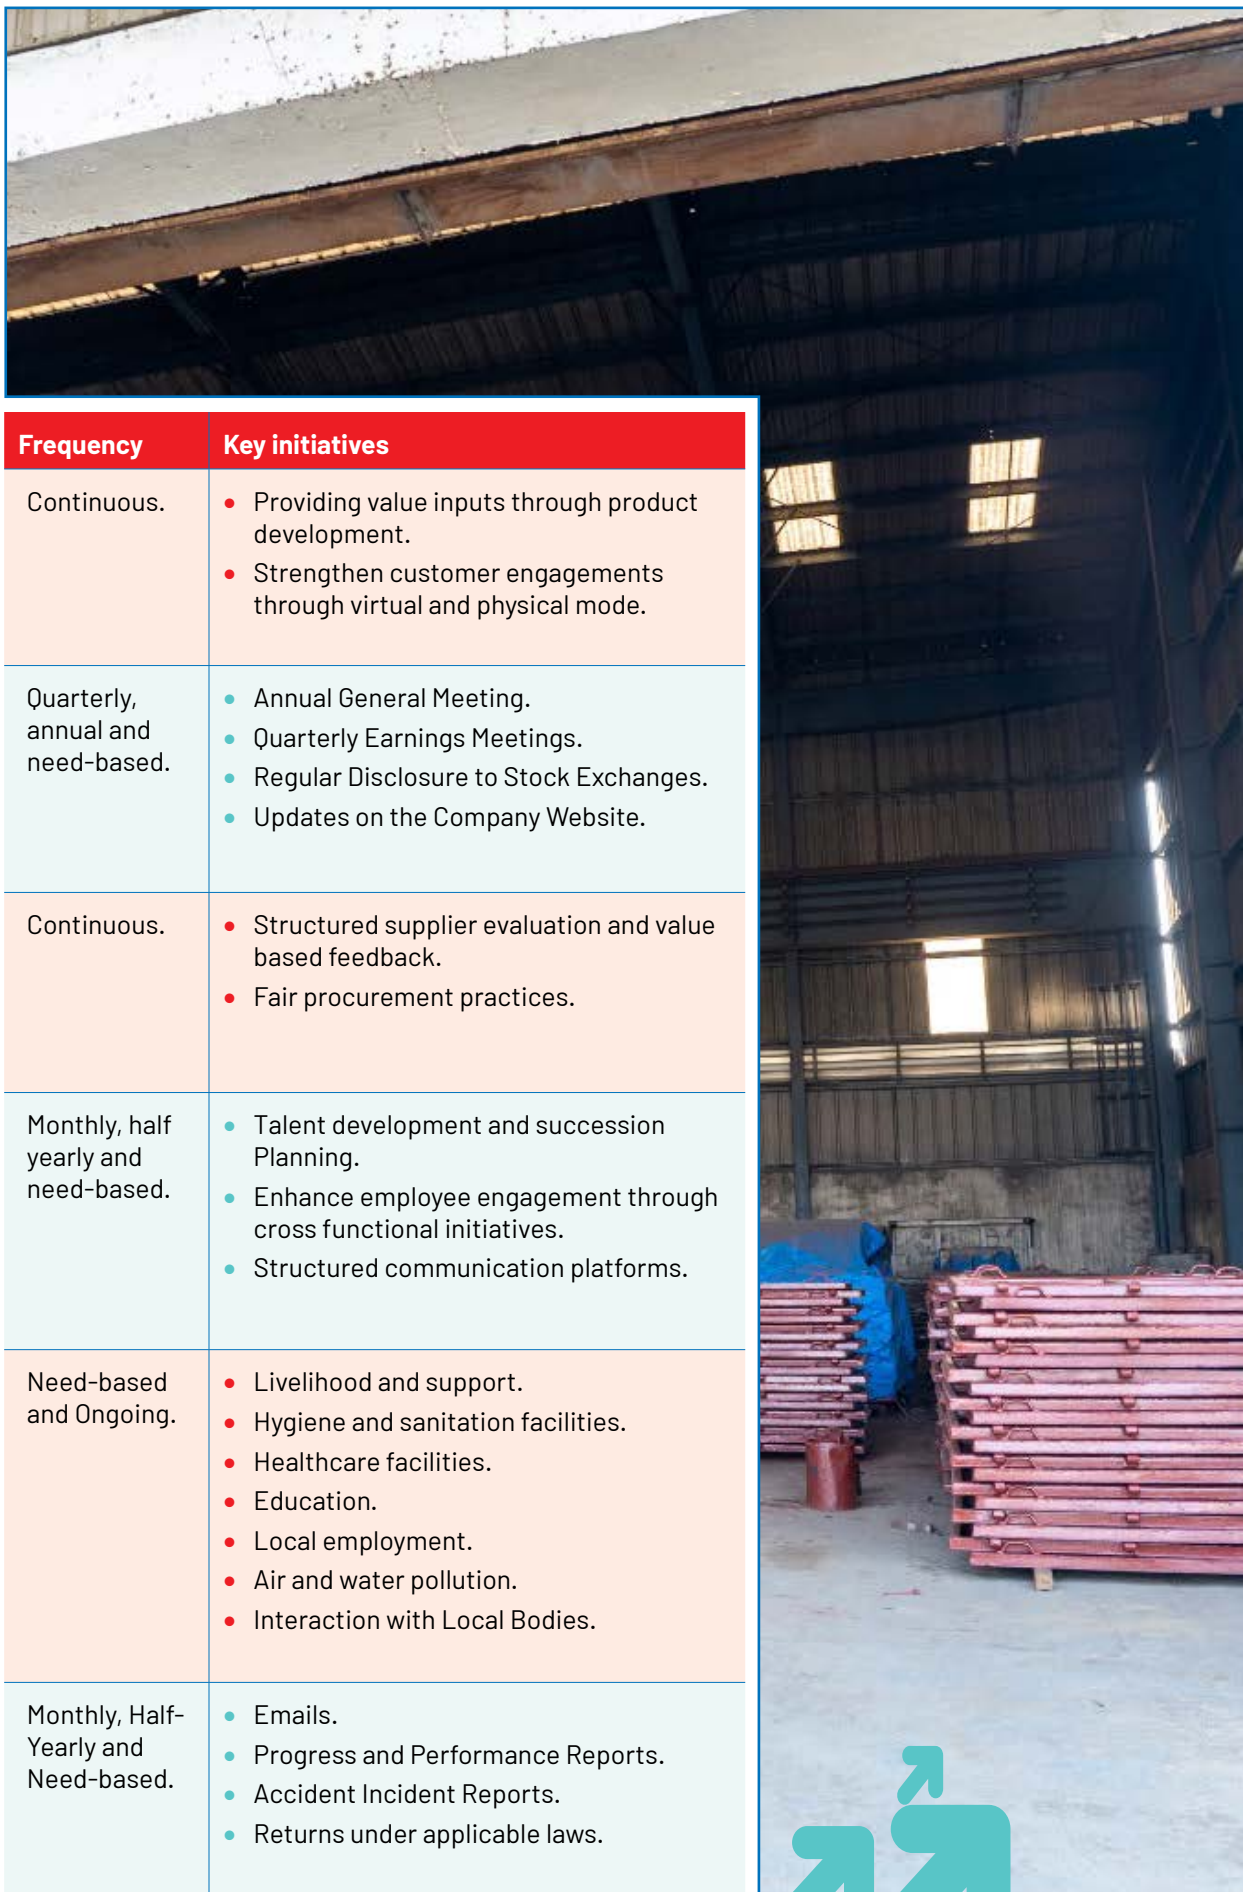 Frequency Key initiatives
Continuous.
• Providing value inputs through product
development.
• Strengthen customer engagements
through virtual and physical mode.
Quarterly,
annual and
need-based.
• Annual General Meeting.
• Quarterly Earnings Meetings.
• Regular Disclosure to Stock Exchanges.
• Updates on the Company Website.
Continuous.
• Structured supplier evaluation and value
based feedback.
• Fair procurement practices.
Monthly, half
yearly and
need-based.
• Talent development and succession
Planning.
• Enhance employee engagement through
cross functional initiatives.
• Structured communication platforms.
Need-based
and Ongoing.
• Livelihood and support.
• Hygiene and sanitation facilities.
• Healthcare facilities.
• Education.
• Local employment.
• Air and water pollution.
• Interaction with Local Bodies.
Monthly, Half-
Yearly and
Need-based.
• Emails.
• Progress and Performance Reports.
• Accident Incident Reports.
• Returns under applicable laws.